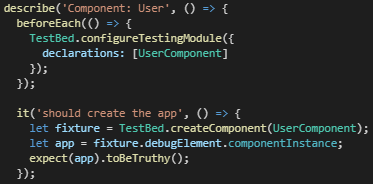 describe('Component: User', () => {
  beforeEach(() => {
    TestBed.configureTestingModule({
      declarations: [UserComponent]
    });
  });

  it('should create the app', () => {
    let fixture = TestBed.createComponent(UserComponent);
    let app = fixture.debugElement.componentInstance;
    expect(app).toBeTruthy();
  });